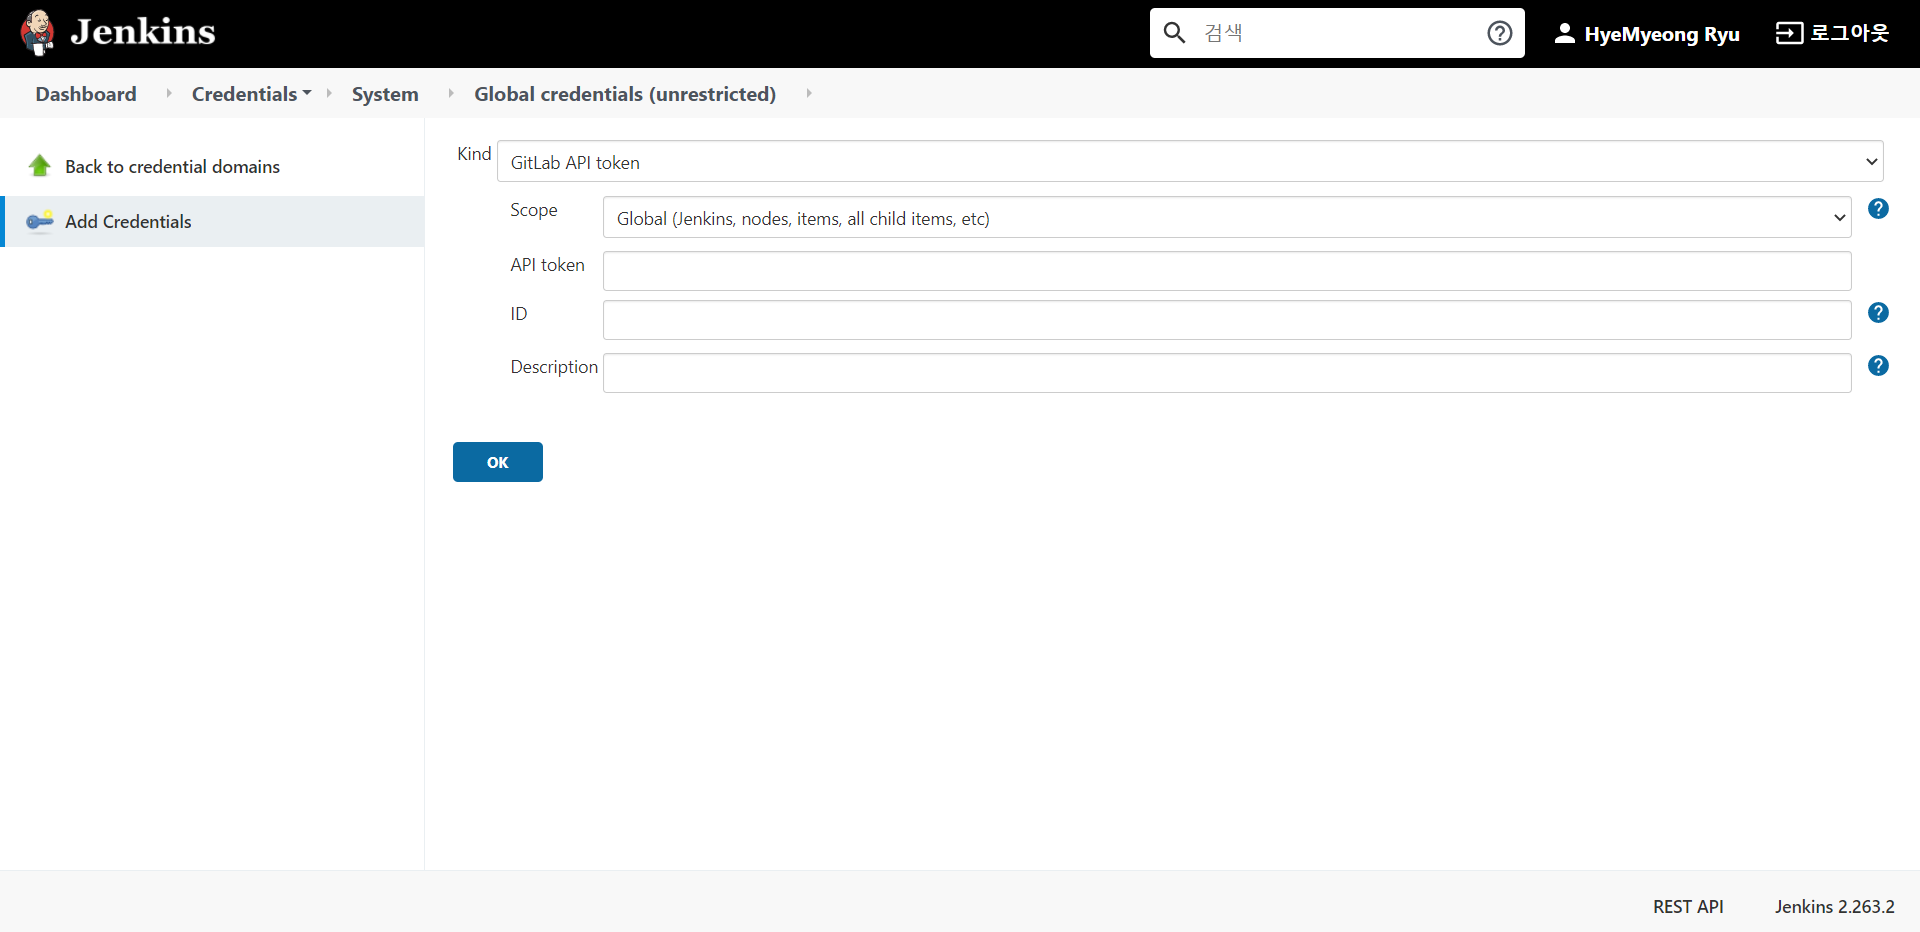 Jenkins
검색
HyeMyeong Ryu
로그아웃
Dashboard
Credentials
System
Global credentials (unrestricted)
Back to credential domains
Add Credentials
Kind
GitLab API token
Scope
Global (Jenkins, nodes, items, all child items, etc)
API token
ID
Description
OK
REST API
Jenkins 2.263.2